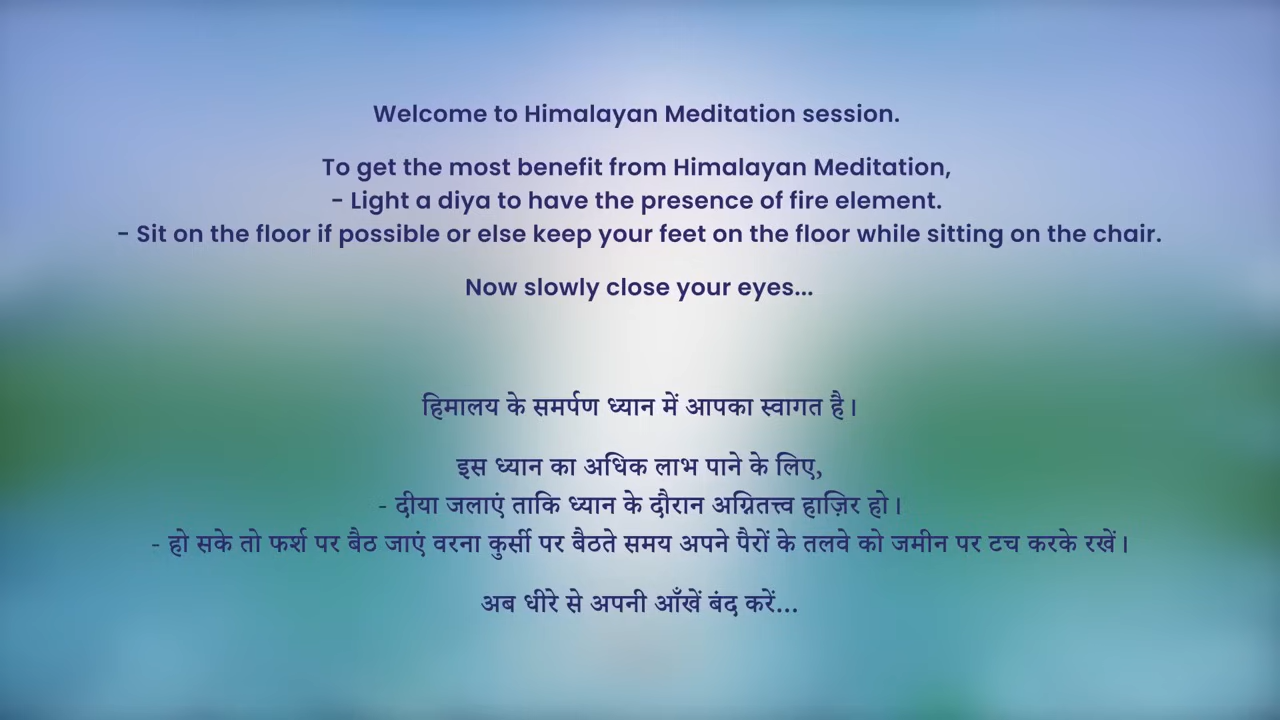 Welcome to Himalayan Meditation session.
To get the most benefit from Himalayan Meditation,
- Light a diya to have the presence of fire element.
- Sit on the floor if possible or else keep your feet on the floor while sitting on the chair.
Now slowly close your eyes...
हिमालय के समर्पण ध्यान में आपका स्वागत है।
इस ध्यान का अधिक लाभ पाने के लिए,
- दीया जलाएं ताकि ध्यान के दौरान अग्नितत्त्व हाज़िर हो।
- हो सके तो फर्श पर बैठ जाएं वरना कुर्सी पर बैठते समय अपने पैरों के तलवे को जमीन पर टच करके रखें।
अब धीरे से अपनी आँखें बंद करें...